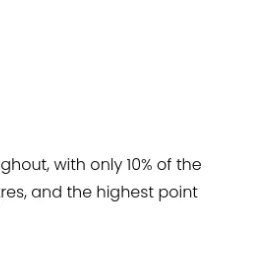 ghout, with only 10% of the
res, and the highest point